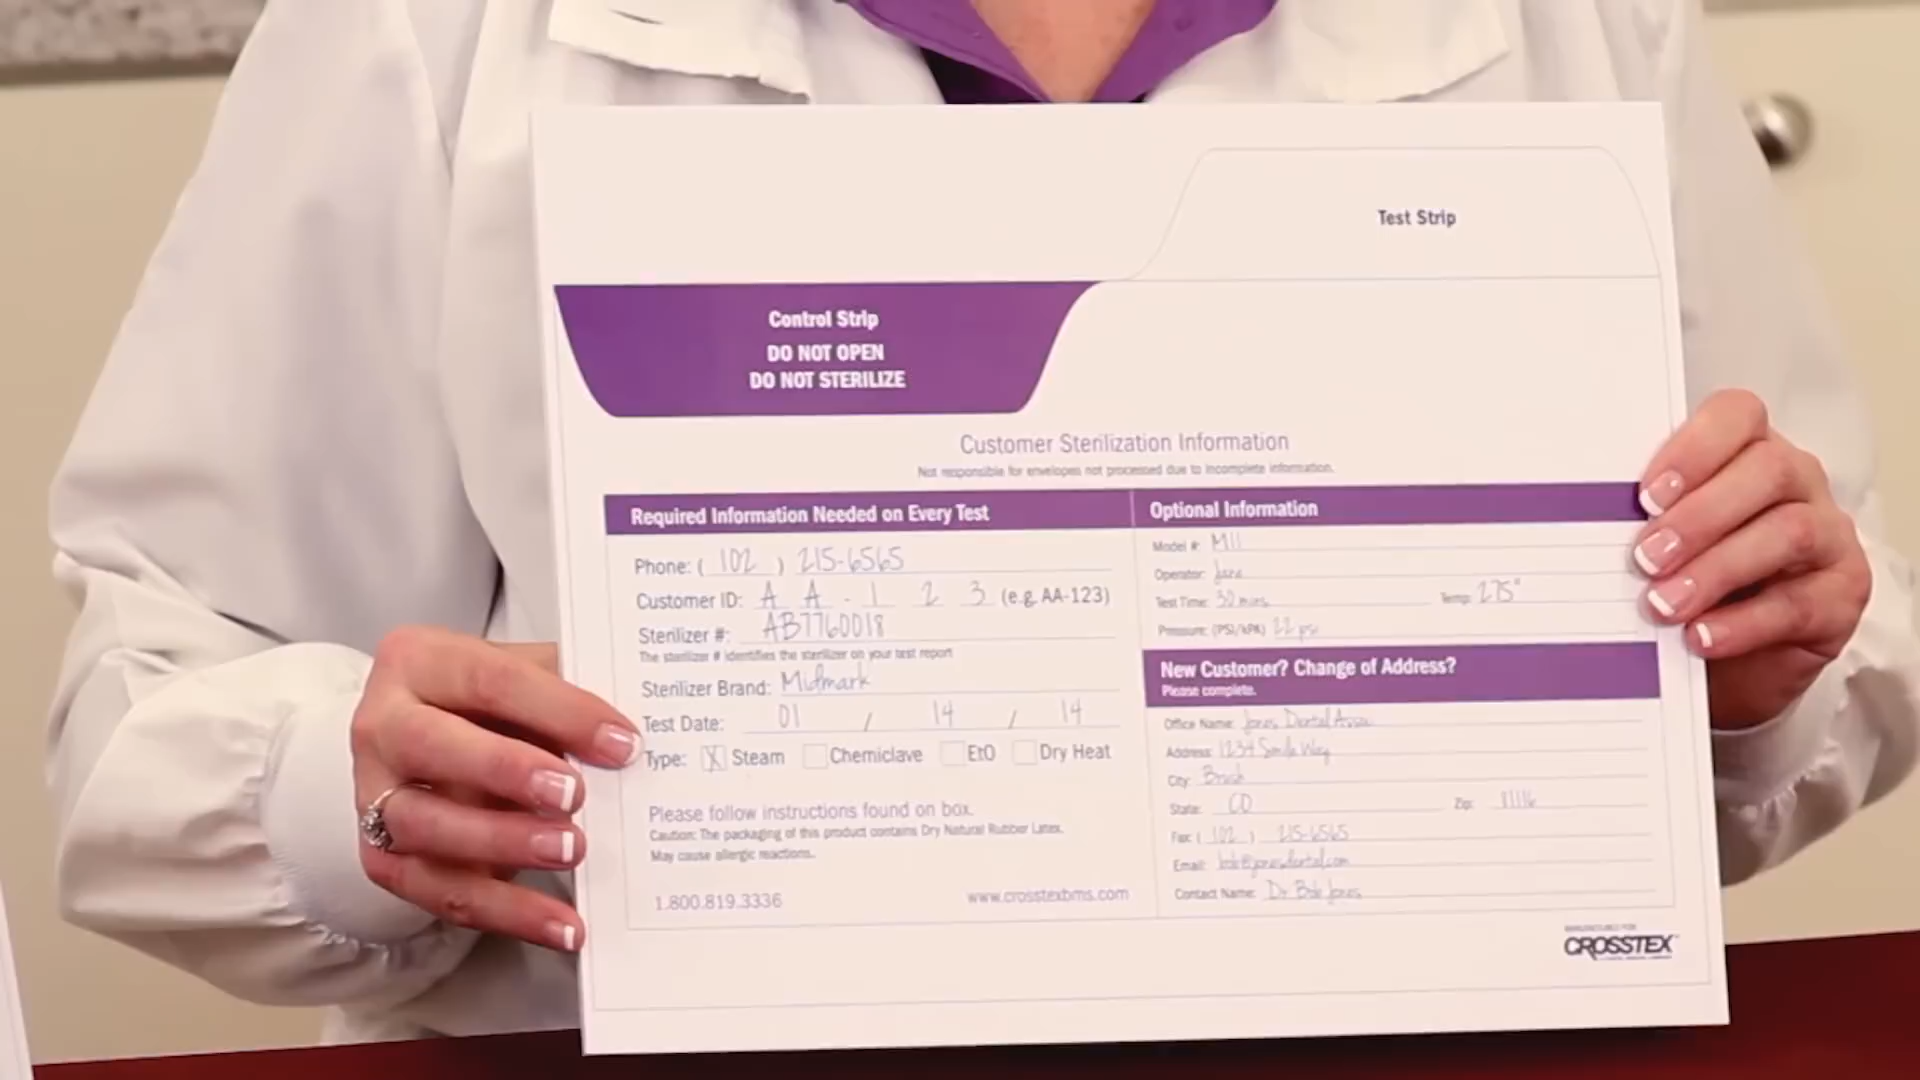 Test Strip
Control Strip
DO NOT OPEN
DO NOT STERILIZE
Customer Sterilization Information
Not responsible for envelopes not processed due to incomplete information.
Required Information Needed on Every Test
Phone: ( 102 ) 215-6565
Customer ID: A A - 1 2 3 (e.g. AA-123)
Sterilizer #: AB7760018
The sterilizer # identifies the sterilizer on your test report
Sterilizer Brand: Midmark
Test Date: 01 / 14 / 14
Type: X Steam Chemiclave EtO Dry Heat
Please follow instructions found on box.
Caution: The packaging of this product contains Dry Natural Rubber Latex.
May cause allergic reactions.
1.800.819.3336 www.crosstexbms.com
Optional Information
Model #: M11
Operator: Jane
Test Time: 30 mins. Temp: 275°
Pressure: (PSI/kPA) 22 psi
New Customer? Change of Address?
Please complete.
Office Name: Jones Dental Assoc.
Address: 1234 Smile Way
City: Brush
State: CO Zip: 11116
Fax: ( 102 ) 215-6565
Email: bob@jonesdental.com
Contact Name: Dr. Bob Jones
MANUFACTURED FOR
CROSSTEX